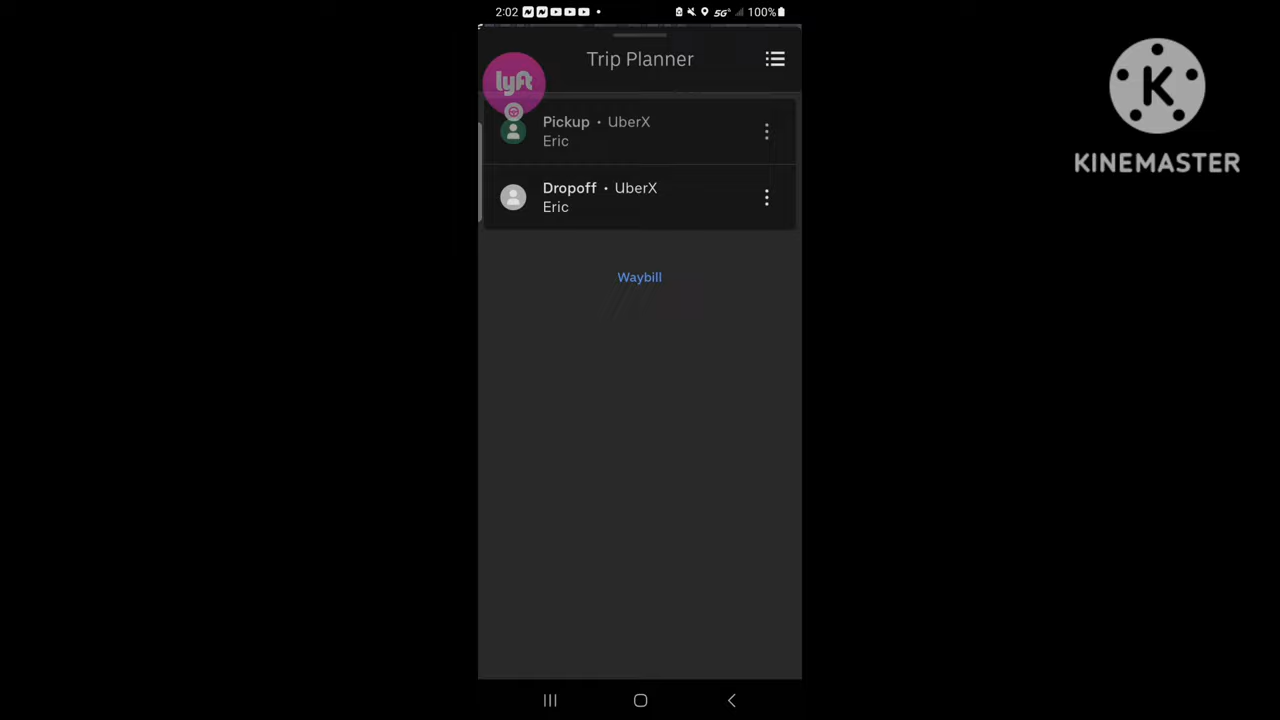 2:02
5G+
100%
Trip Planner
lyft
Pickup • UberX
Eric
Dropoff • UberX
Eric
Waybill
K
KINEMASTER